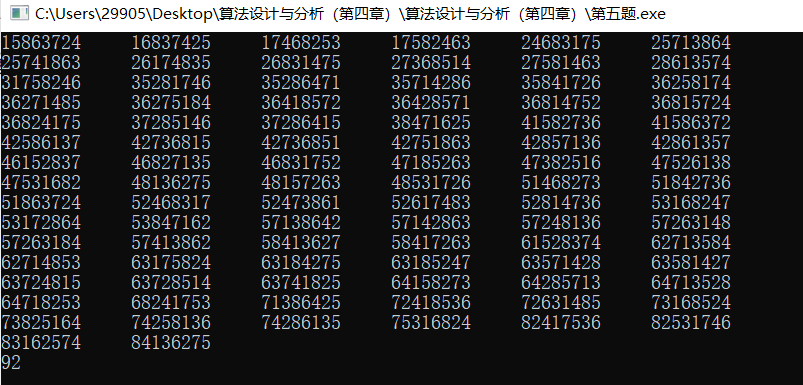 C:\Users\29905\Desktop\算法设计与分析（第四章）\算法设计与分析（第四章）\第五题.exe
15863724 16837425 17468253 17582463 24683175 25713864
25741863 26174835 26831475 27368514 27581463 28613574
31758246 35281746 35286471 35714286 35841726 36258174
36271485 36275184 36418572 36428571 36814752 36815724
36824175 37285146 37286415 38471625 41582736 41586372
42586137 42736815 42736851 42751863 42857136 42861357
46152837 46827135 46831752 47185263 47382516 47526138
47531682 48136275 48157263 48531726 51468273 51842736
51863724 52468317 52473861 52617483 52814736 53168247
53172864 53847162 57138642 57142863 57248136 57263148
57263184 57413862 58413627 58417263 61528374 62713584
62714853 63175824 63184275 63185247 63571428 63581427
63724815 63728514 63741825 64158273 64285713 64713528
64718253 68241753 71386425 72418536 72631485 73168524
73825164 74258136 74286135 75316824 82417536 82531746
83162574 84136275
92